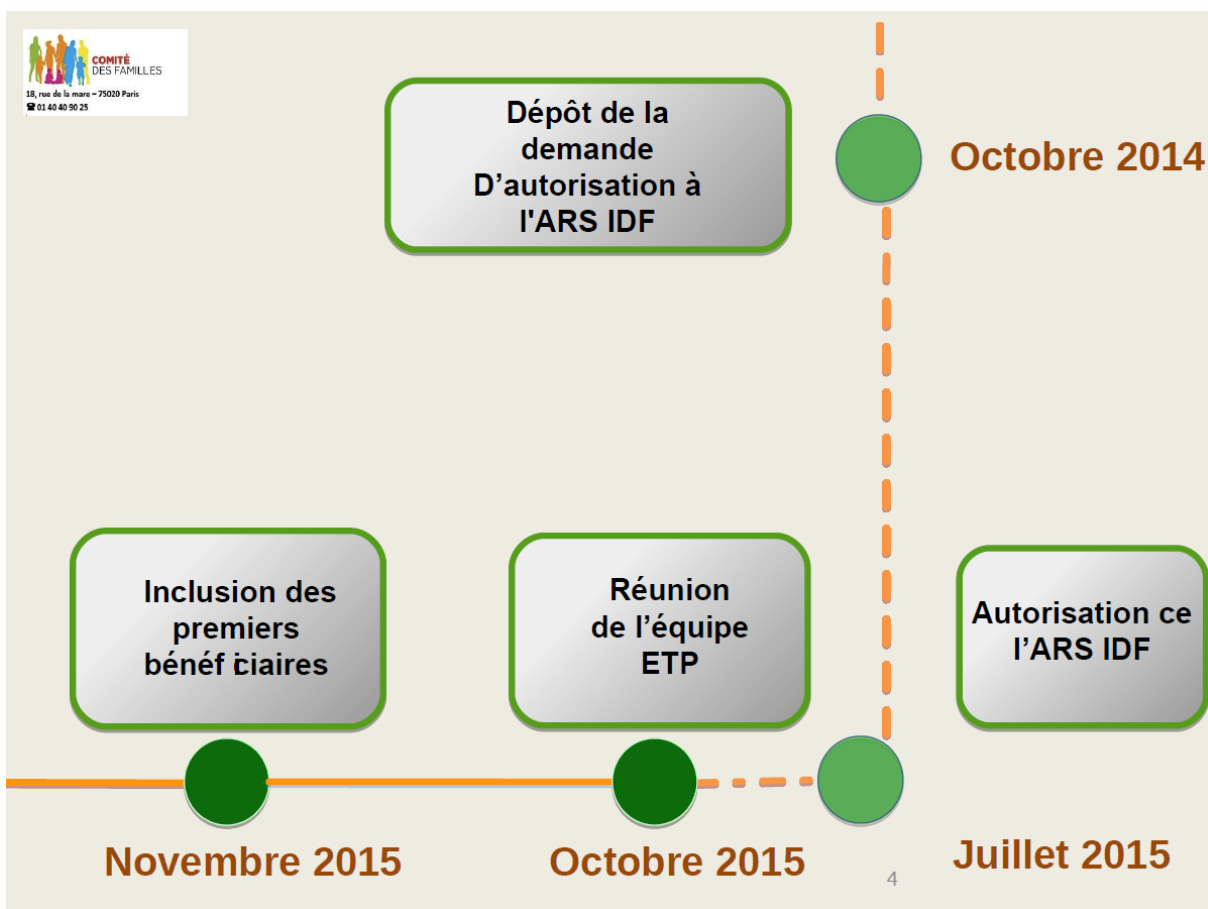 COMITÉ
DES FAMILLES
18, rue de la mare – 75020 Paris
☎ 01 40 40 90 25
Dépôt de la
demande
D’autorisation à
l'ARS IDF
Octobre 2014
Inclusion des
premiers
bénéf iciaires
Réunion
de l’équipe
ETP
Autorisation ce
l’ARS IDF
Novembre 2015
Octobre 2015
Juillet 2015
4